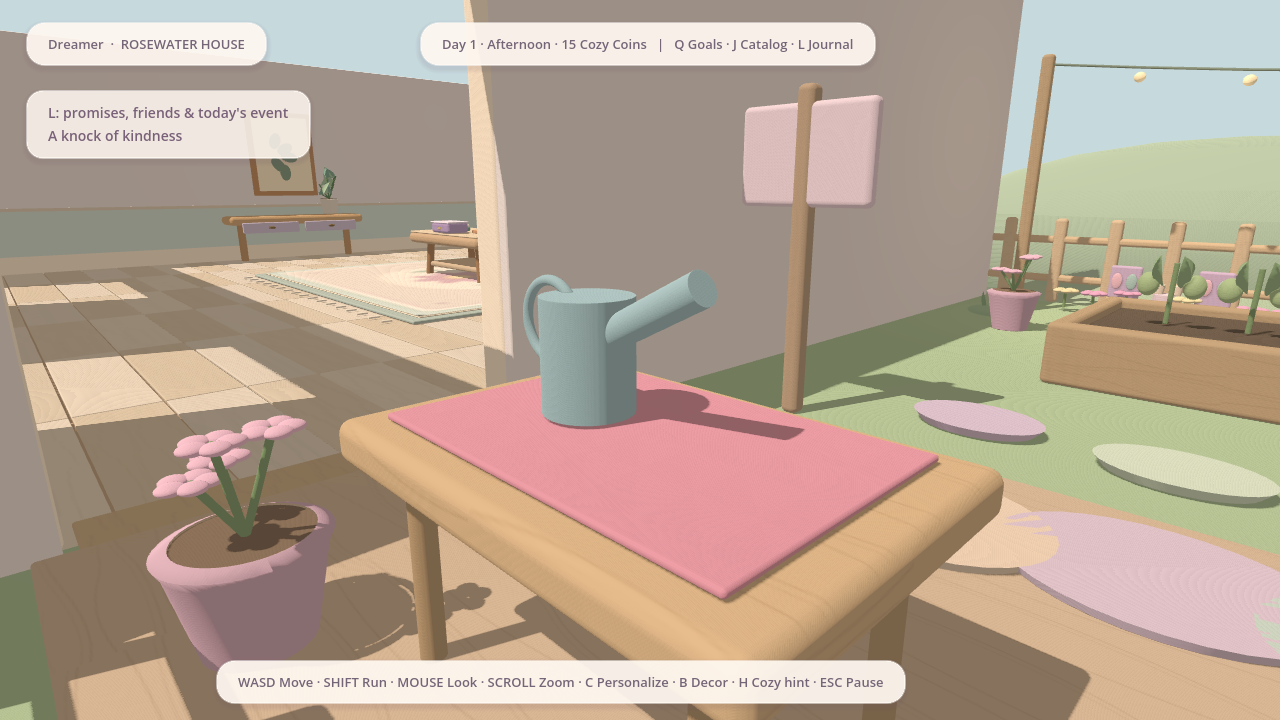 Dreamer · ROSEWATER HOUSE
Day 1 · Afternoon · 15 Cozy Coins | Q Goals · J Catalog · L Journal
L: promises, friends & today's event
A knock of kindness
WASD Move · SHIFT Run · MOUSE Look · SCROLL Zoom · C Personalize · B Decor · H Cozy hint · ESC Pause